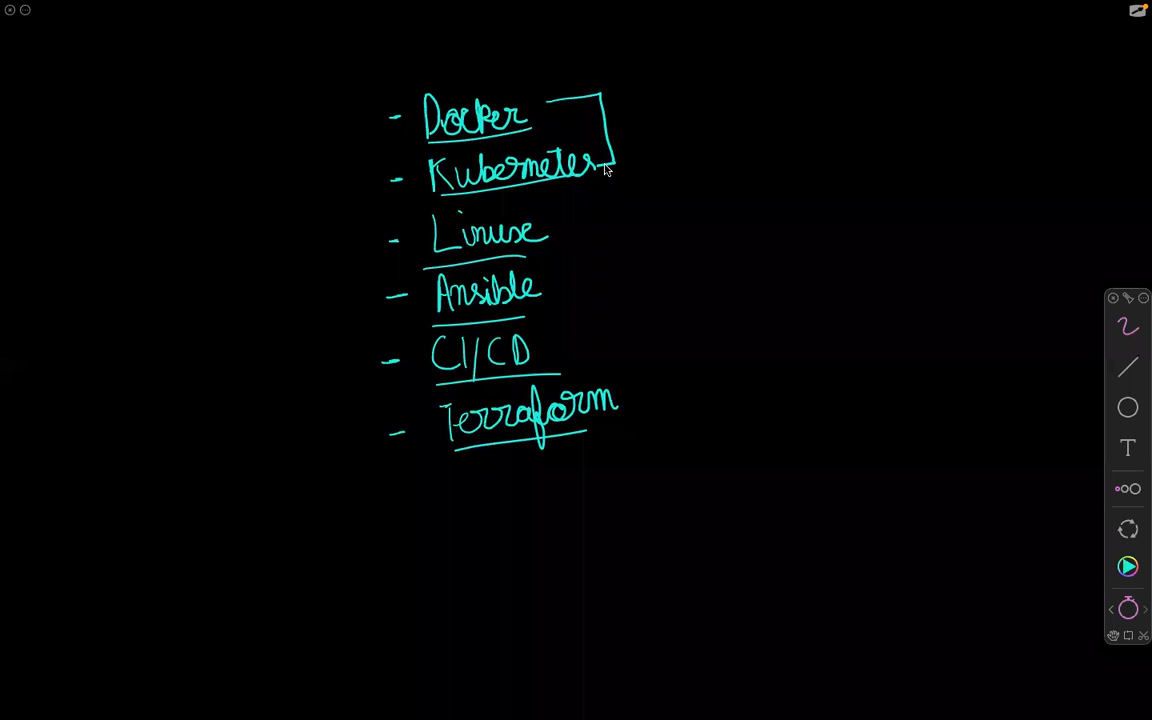 - Docker
- Kubernetes
- Linux
- Ansible
- CI/CD
- Terraform
T